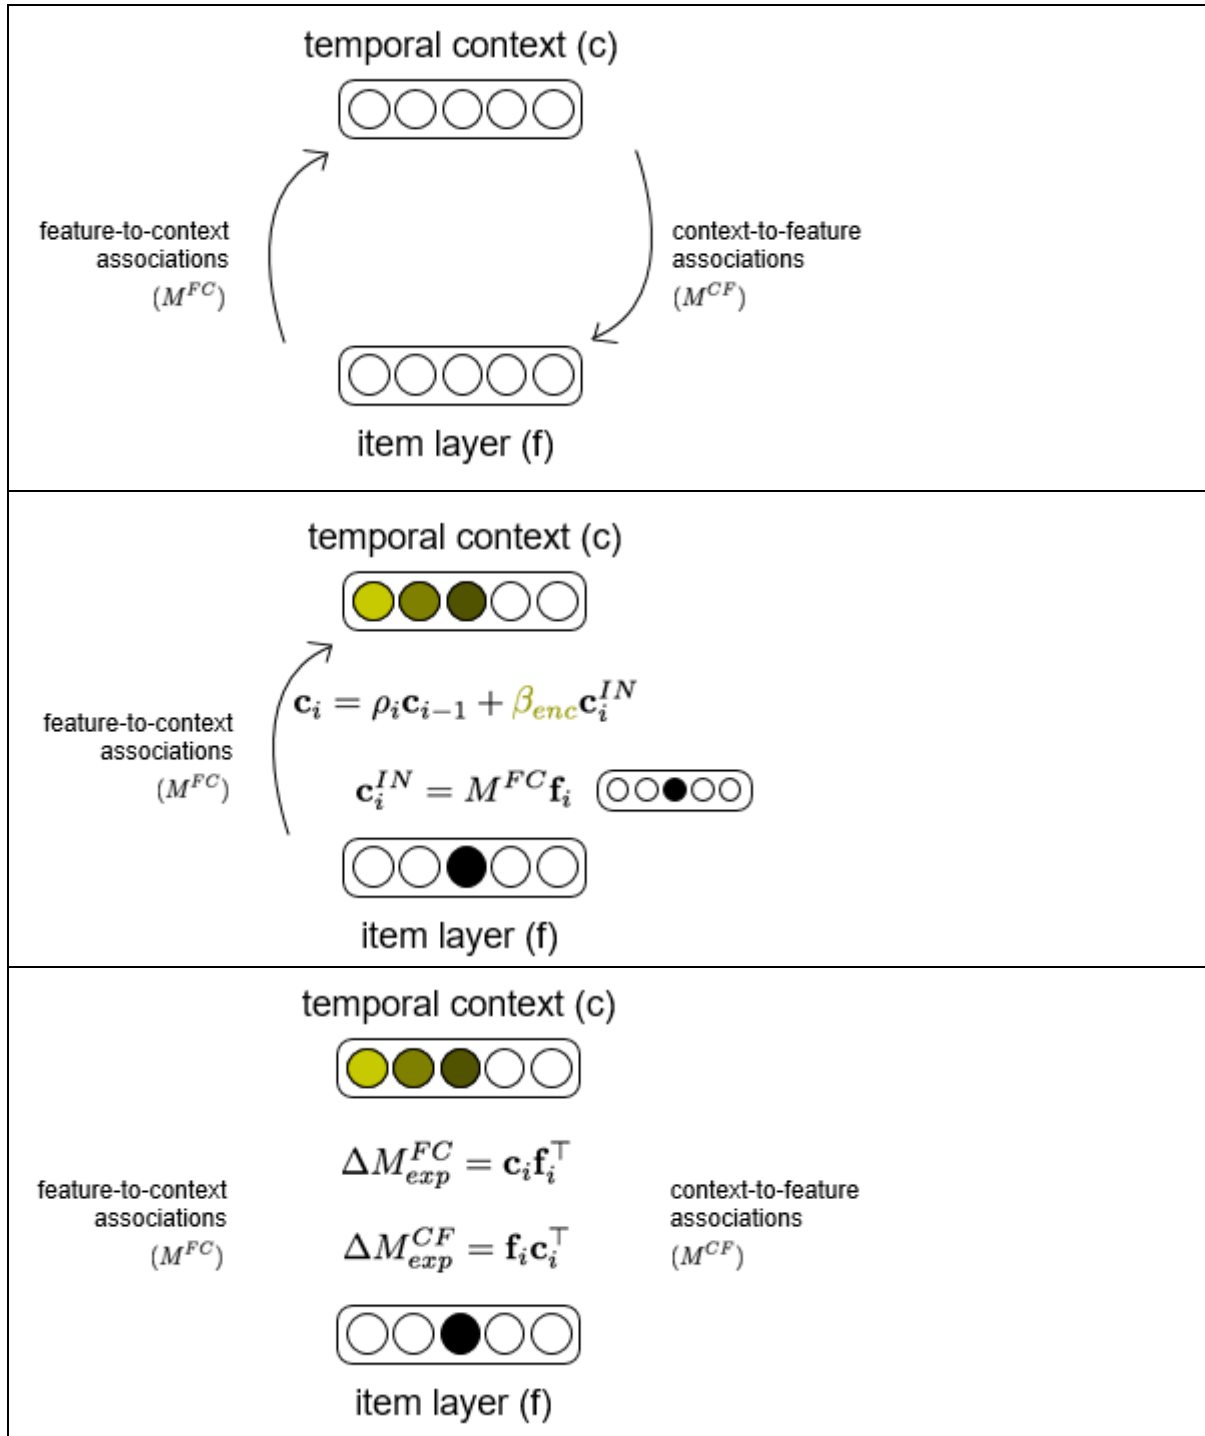 temporal context (c)
feature-to-context
associations
(M^{FC})
context-to-feature
associations
(M^{CF})
item layer (f)
temporal context (c)
c_i = ρ_i c_{i−1} + β_{enc} c_i^{IN}
feature-to-context
associations
(M^{FC})
c_i^{IN} = M^{FC} f_i
item layer (f)
temporal context (c)
ΔM_{exp}^{FC} = c_i f_i^⊤
feature-to-context
associations
(M^{FC})
context-to-feature
associations
(M^{CF})
ΔM_{exp}^{CF} = f_i c_i^⊤
item layer (f)